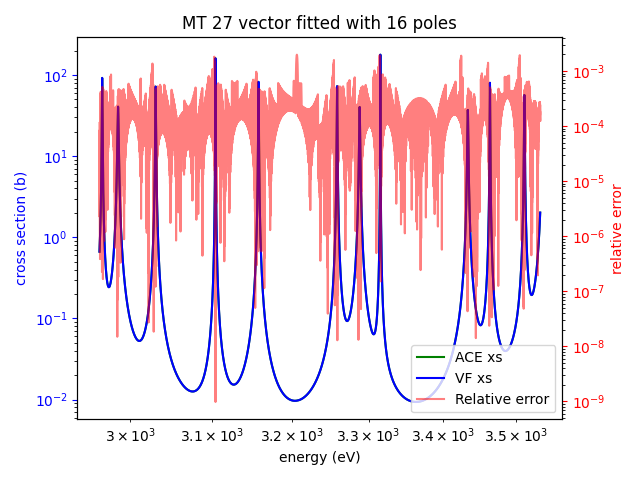 MT 27 vector fitted with 16 poles
cross section (b)
10²
10¹
10⁰
10⁻¹
10⁻²
10⁻³
10⁻⁴
10⁻⁵
10⁻⁶
10⁻⁷
10⁻⁸
10⁻⁹
relative error
ACE xs
VF xs
Relative error
3 × 10³ 3.1 × 10³ 3.2 × 10³ 3.3 × 10³ 3.4 × 10³ 3.5 × 10³
energy (eV)